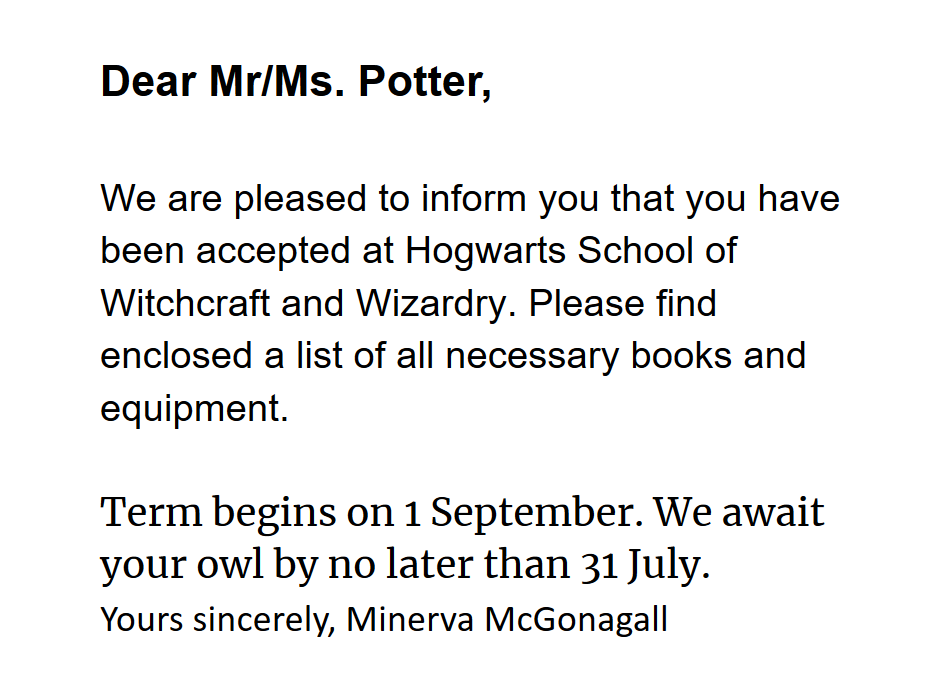 Dear Mr/Ms. Potter,
We are pleased to inform you that you have
been accepted at Hogwarts School of
Witchcraft and Wizardry. Please find
enclosed a list of all necessary books and
equipment.
Term begins on 1 September. We await
your owl by no later than 31 July.
Yours sincerely, Minerva McGonagall